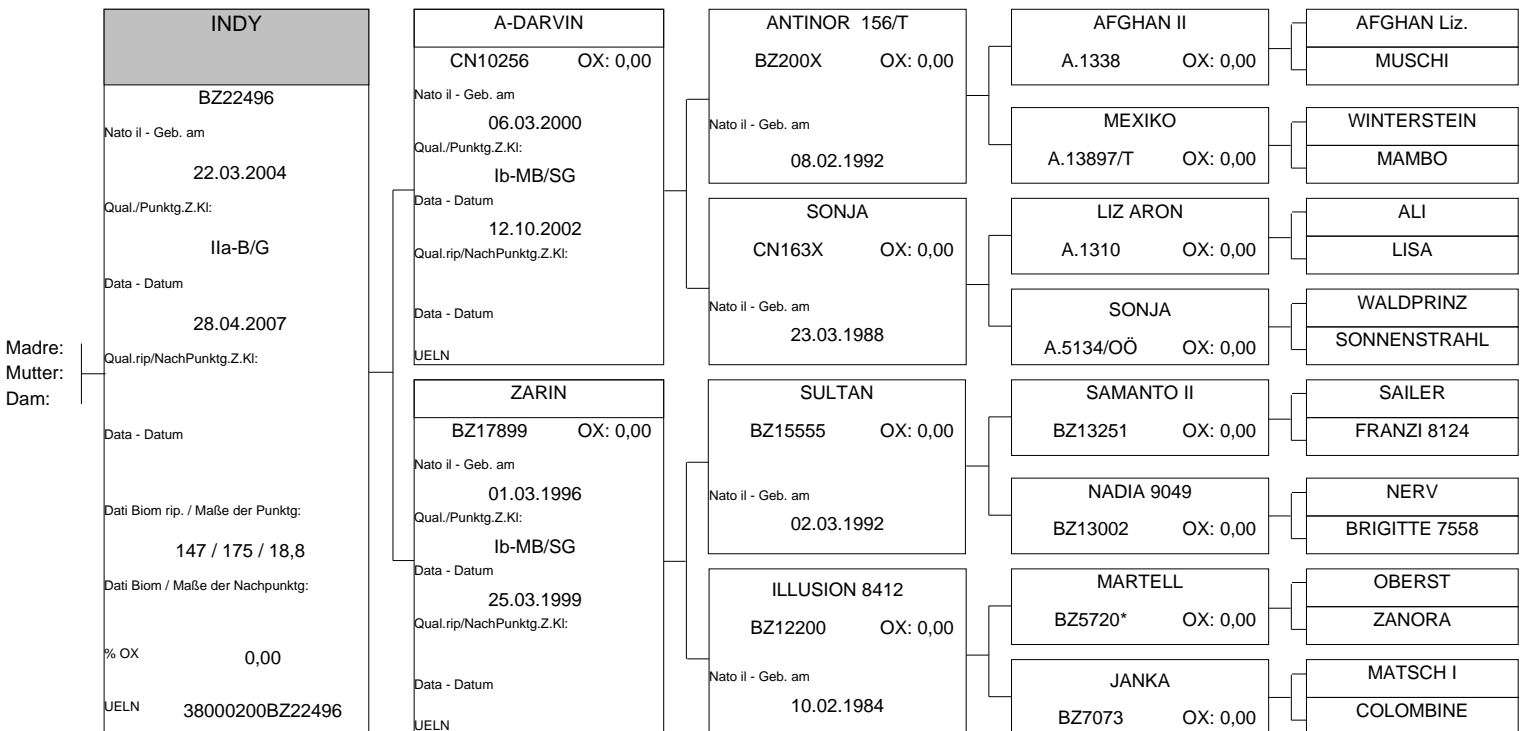 Madre:
Mutter:
Dam:
INDY
BZ22496
Nato il - Geb. am
22.03.2004
Qual./Punktg.Z.Kl:
IIa-B/G
Data - Datum
28.04.2007
Qual.rip/NachPunktg.Z.Kl:
Data - Datum
Dati Biom rip. / Maße der Punktg:
147 / 175 / 18,8
Dati Biom / Maße der Nachpunktg:
% OX 0,00
UELN 38000200BZ22496
A-DARVIN
CN10256 OX: 0,00
Nato il - Geb. am
06.03.2000
Qual./Punktg.Z.Kl:
Ib-MB/SG
Data - Datum
12.10.2002
Qual.rip/NachPunktg.Z.Kl:
Data - Datum
UELN
ZARIN
BZ17899 OX: 0,00
Nato il - Geb. am
01.03.1996
Qual./Punktg.Z.Kl:
Ib-MB/SG
Data - Datum
25.03.1999
Qual.rip/NachPunktg.Z.Kl:
Data - Datum
UELN
ANTINOR 156/T
BZ200X OX: 0,00
Nato il - Geb. am
08.02.1992
SONJA
CN163X OX: 0,00
Nato il - Geb. am
23.03.1988
SULTAN
BZ15555 OX: 0,00
Nato il - Geb. am
02.03.1992
ILLUSION 8412
BZ12200 OX: 0,00
Nato il - Geb. am
10.02.1984
AFGHAN II
A.1338 OX: 0,00
MEXIKO
A.13897/T OX: 0,00
LIZ ARON
A.1310 OX: 0,00
SONJA
A.5134/OÖ OX: 0,00
SAMANTO II
BZ13251 OX: 0,00
NADIA 9049
BZ13002 OX: 0,00
MARTELL
BZ5720* OX: 0,00
JANKA
BZ7073 OX: 0,00
AFGHAN Liz.
MUSCHI
WINTERSTEIN
MAMBO
ALI
LISA
WALDPRINZ
SONNENSTRAHL
SAILER
FRANZI 8124
NERV
BRIGITTE 7558
OBERST
ZANORA
MATSCH I
COLOMBINE